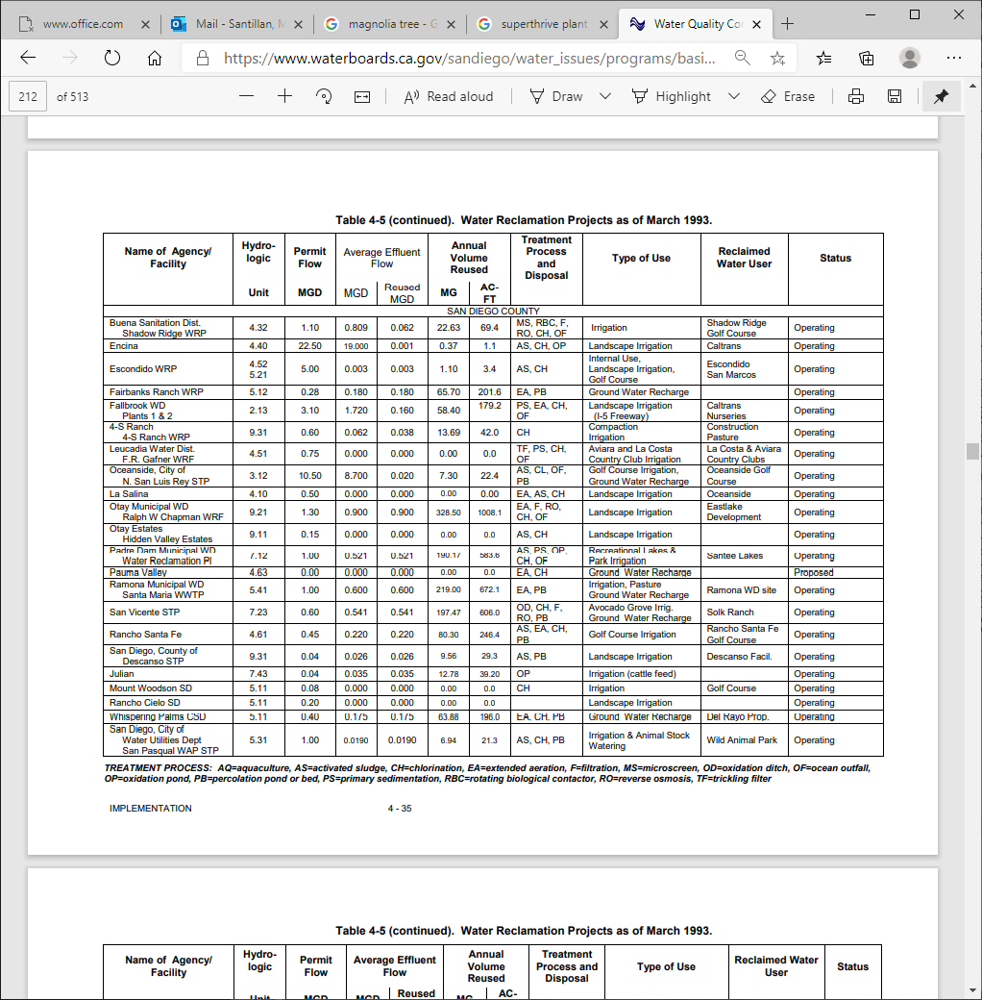 www.office.com
Mail - Santillan, M
magnolia tree - G
superthrive plant
Water Quality Co
https://www.waterboards.ca.gov/sandiego/water_issues/programs/basi...
212 of 513
Read aloud
Draw
Highlight
Erase
Table 4-5 (continued). Water Reclamation Projects as of March 1993.
Name of Agency/ Facility Hydro-logic Unit Permit Flow MGD Average Effluent Flow MGD Reused MGD Annual Volume Reused MG AC-FT Treatment Process and Disposal Type of Use Reclaimed Water User Status
SAN DIEGO COUNTY
Buena Sanitation Dist. Shadow Ridge WRP 4.32 1.10 0.809 0.062 22.63 69.4 MS, RBC, F, RO, CH, OF Irrigation Shadow Ridge Golf Course Operating
Encina 4.40 22.50 19.000 0.001 0.37 1.1 AS, CH, OP Landscape Irrigation Caltrans Operating
Escondido WRP 4.52 5.21 5.00 0.003 0.003 1.10 3.4 AS, CH Internal Use, Landscape Irrigation, Golf Course Escondido San Marcos Operating
Fairbanks Ranch WRP 5.12 0.28 0.180 0.180 65.70 201.6 EA, PB Ground Water Recharge Operating
Fallbrook WD Plants 1 & 2 2.13 3.10 1.720 0.160 58.40 179.2 PS, EA, CH, OF Landscape Irrigation (I-5 Freeway) Caltrans Nurseries Operating
4-S Ranch 4-S Ranch WRP 9.31 0.60 0.062 0.038 13.69 42.0 CH Compaction Irrigation Construction Pasture Operating
Leucadia Water Dist. F.R. Gafner WRF 4.51 0.75 0.000 0.000 0.00 0.0 TF, PS, CH, OF Aviara and La Costa Country Club Irrigation La Costa & Aviara Country Clubs Operating
Oceanside, City of N. San Luis Rey STP 3.12 10.50 8.700 0.020 7.30 22.4 AS, CL, OF, PB Golf Course Irrigation, Ground Water Recharge Oceanside Golf Course Operating
La Salina 4.10 0.50 0.000 0.000 0.00 0.00 EA, AS, CH Landscape Irrigation Oceanside Operating
Otay Municipal WD Ralph W Chapman WRF 9.21 1.30 0.900 0.900 328.50 1008.1 EA, F, RO, CH, OF Landscape Irrigation Eastlake Development Operating
Otay Estates Hidden Valley Estates 9.11 0.15 0.000 0.000 0.00 0.0 AS, CH Landscape Irrigation Operating
Padre Dam Municipal WD Water Reclamation Pl 7.12 1.00 0.521 0.521 190.17 583.6 AS, PS, OP, CH, OF Recreational Lakes & Park Irrigation Santee Lakes Operating
Pauma Valley 4.63 0.00 0.000 0.000 0.00 0.0 EA, CH Ground Water Recharge Proposed
Ramona Municipal WD Santa Maria WWTP 5.41 1.00 0.600 0.600 219.00 672.1 EA, PB Irrigation, Pasture Ground Water Recharge Ramona WD site Operating
San Vicente STP 7.23 0.60 0.541 0.541 197.47 606.0 OD, CH, F, RO, PB Avocado Grove Irrig. Ground Water Recharge Solk Ranch Operating
Rancho Santa Fe 4.61 0.45 0.220 0.220 80.30 246.4 AS, EA, CH, PB Golf Course Irrigation Rancho Santa Fe Golf Course Operating
San Diego, County of Descanso STP 9.31 0.04 0.026 0.026 9.56 29.3 AS, PB Landscape Irrigation Descanso Facil. Operating
Julian 7.43 0.04 0.035 0.035 12.78 39.20 OP Irrigation (cattle feed) Operating
Mount Woodson SD 5.11 0.08 0.000 0.000 0.00 0.0 CH Irrigation Golf Course Operating
Rancho Cielo SD 5.11 0.20 0.000 0.000 0.00 0.0 Landscape Irrigation Operating
Whispering Palms CSD 5.11 0.40 0.175 0.175 63.88 196.0 EA, CH, PB Ground Water Recharge Del Rayo Prop. Operating
San Diego, City of Water Utilities Dept San Pasqual WAP STP 5.31 1.00 0.0190 0.0190 6.94 21.3 AS, CH, PB Irrigation & Animal Stock Watering Wild Animal Park Operating
TREATMENT PROCESS: AQ=aquaculture, AS=activated sludge, CH=chlorination, EA=extended aeration, F=filtration, MS=microscreen, OD=oxidation ditch, OF=ocean outfall,
OP=oxidation pond, PB=percolation pond or bed, PS=primary sedimentation, RBC=rotating biological contactor, RO=reverse osmosis, TF=trickling filter
IMPLEMENTATION 4 - 35
Table 4-5 (continued). Water Reclamation Projects as of March 1993.
Name of Agency/ Facility Hydro-logic Unit Permit Flow MGD Average Effluent Flow MGD Reused Annual Volume Reused MG AC- Treatment Process and Disposal Type of Use Reclaimed Water User Status